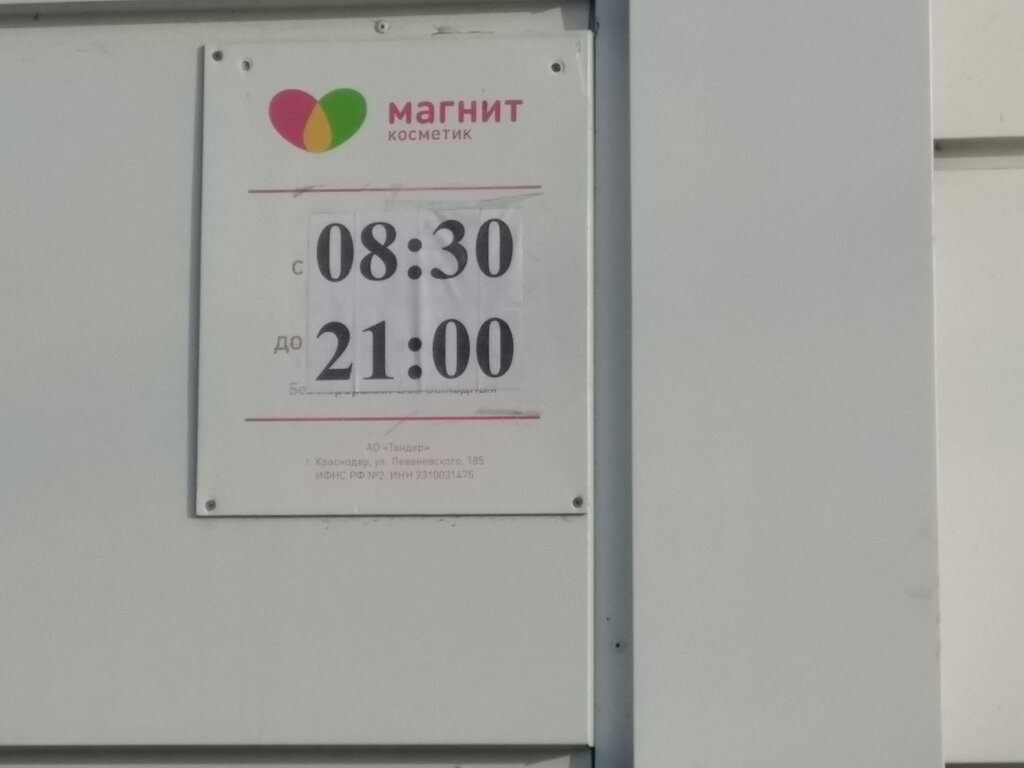 магнит
косметик
с 08:30
до 21:00
АО «Тандер»
г. Краснодар, ул. Леваневского, 185
ИФНС РФ №2, ИНН 2310031475